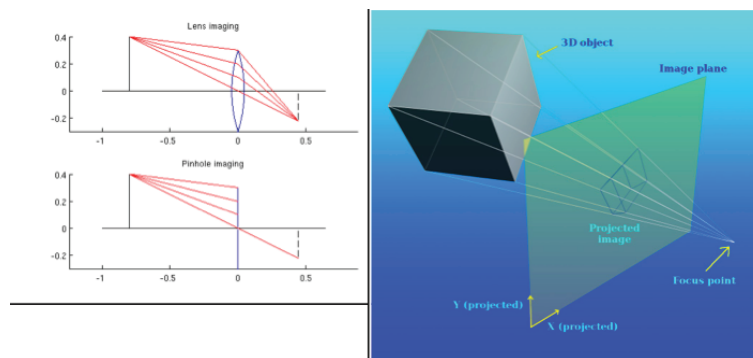 Lens imaging
0.4
0.2
0
-0.2
-1
-0.5
0
0.5
Pinhole imaging
0.4
0.2
0
-0.2
-1
-0.5
0
0.5
3D object
Image plane
Projected
image
Focus point
Y (projected)
X (projected)